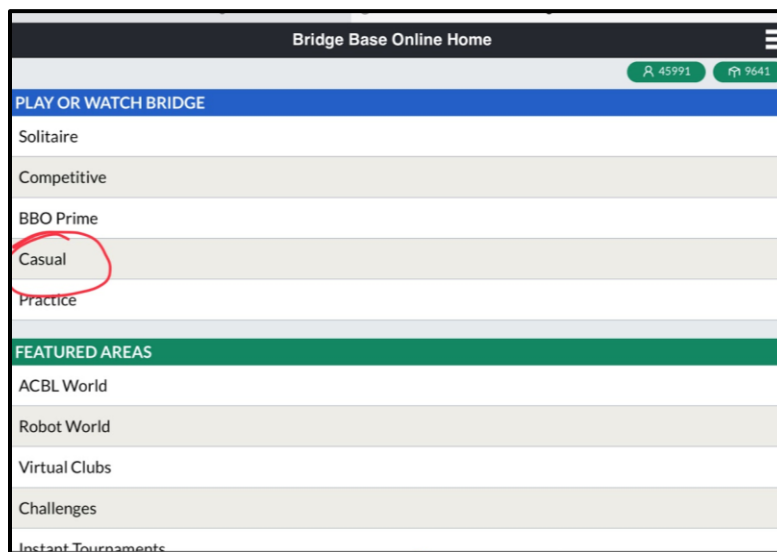 Bridge Base Online Home
45991 9641
PLAY OR WATCH BRIDGE
Solitaire
Competitive
BBO Prime
Casual
Practice
FEATURED AREAS
ACBL World
Robot World
Virtual Clubs
Challenges
Instant Tournaments